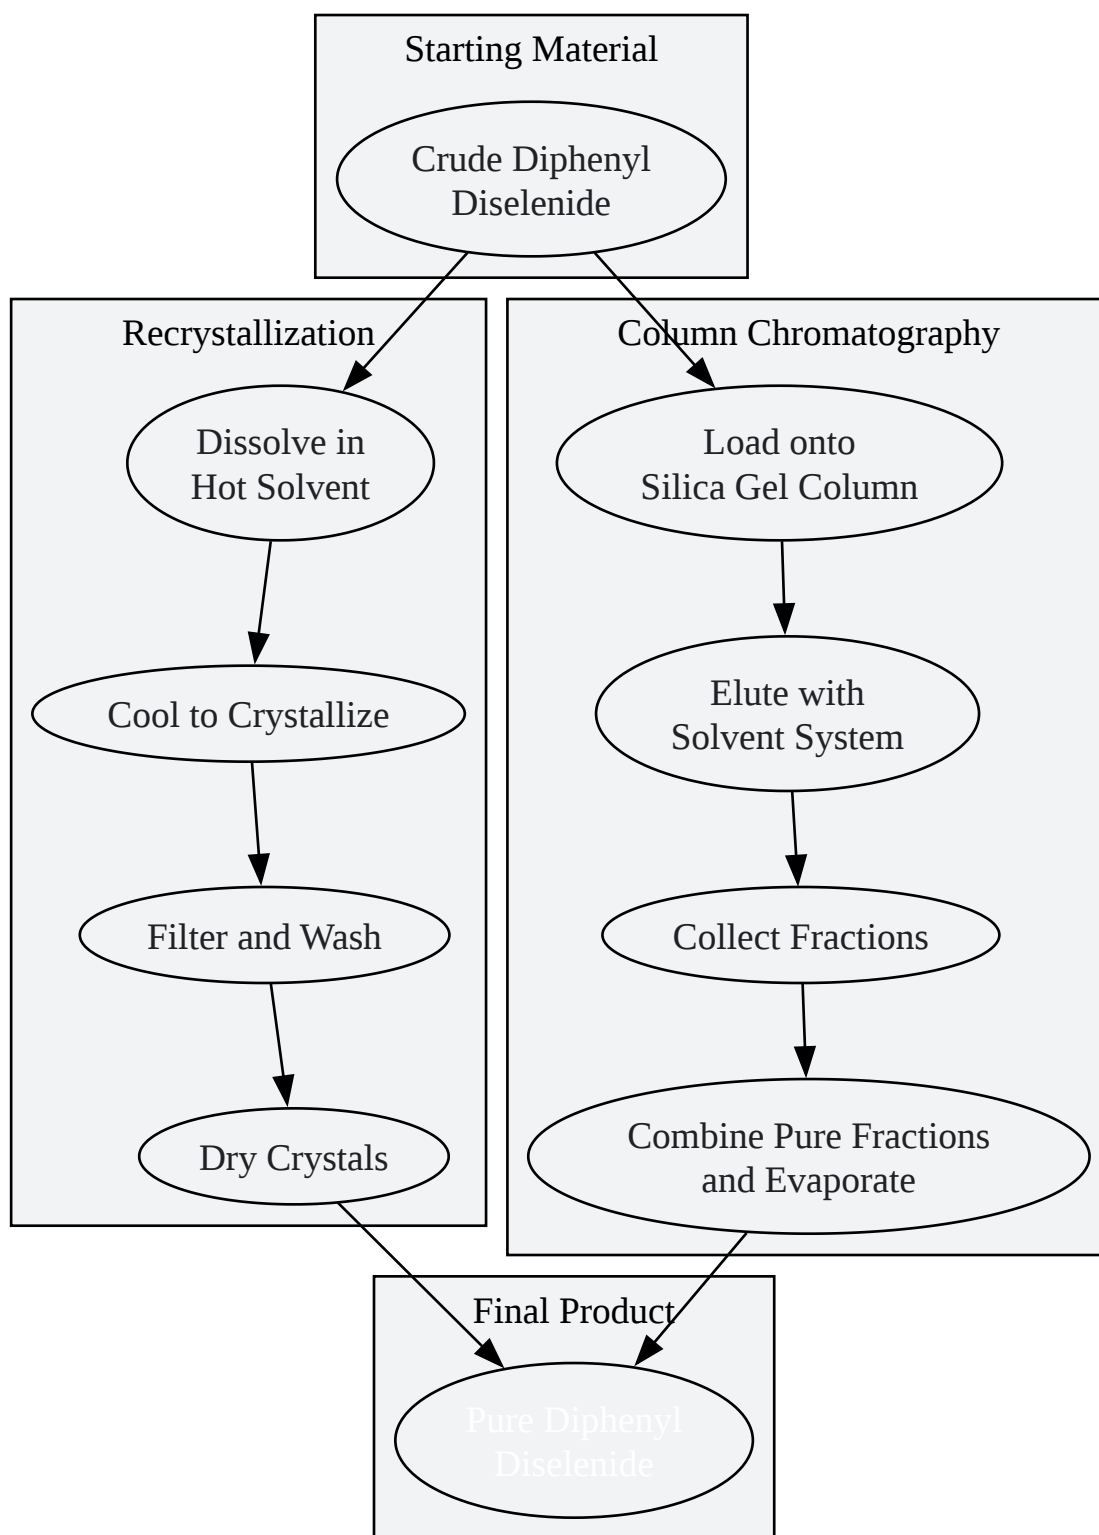 Starting Material
Crude Diphenyl
Diselenide
Recrystallization
Dissolve in
Hot Solvent
Cool to Crystallize
Filter and Wash
Dry Crystals
Column Chromatography
Load onto
Silica Gel Column
Elute with
Solvent System
Collect Fractions
Combine Pure Fractions
and Evaporate
Final Product
Pure Diphenyl
Diselenide